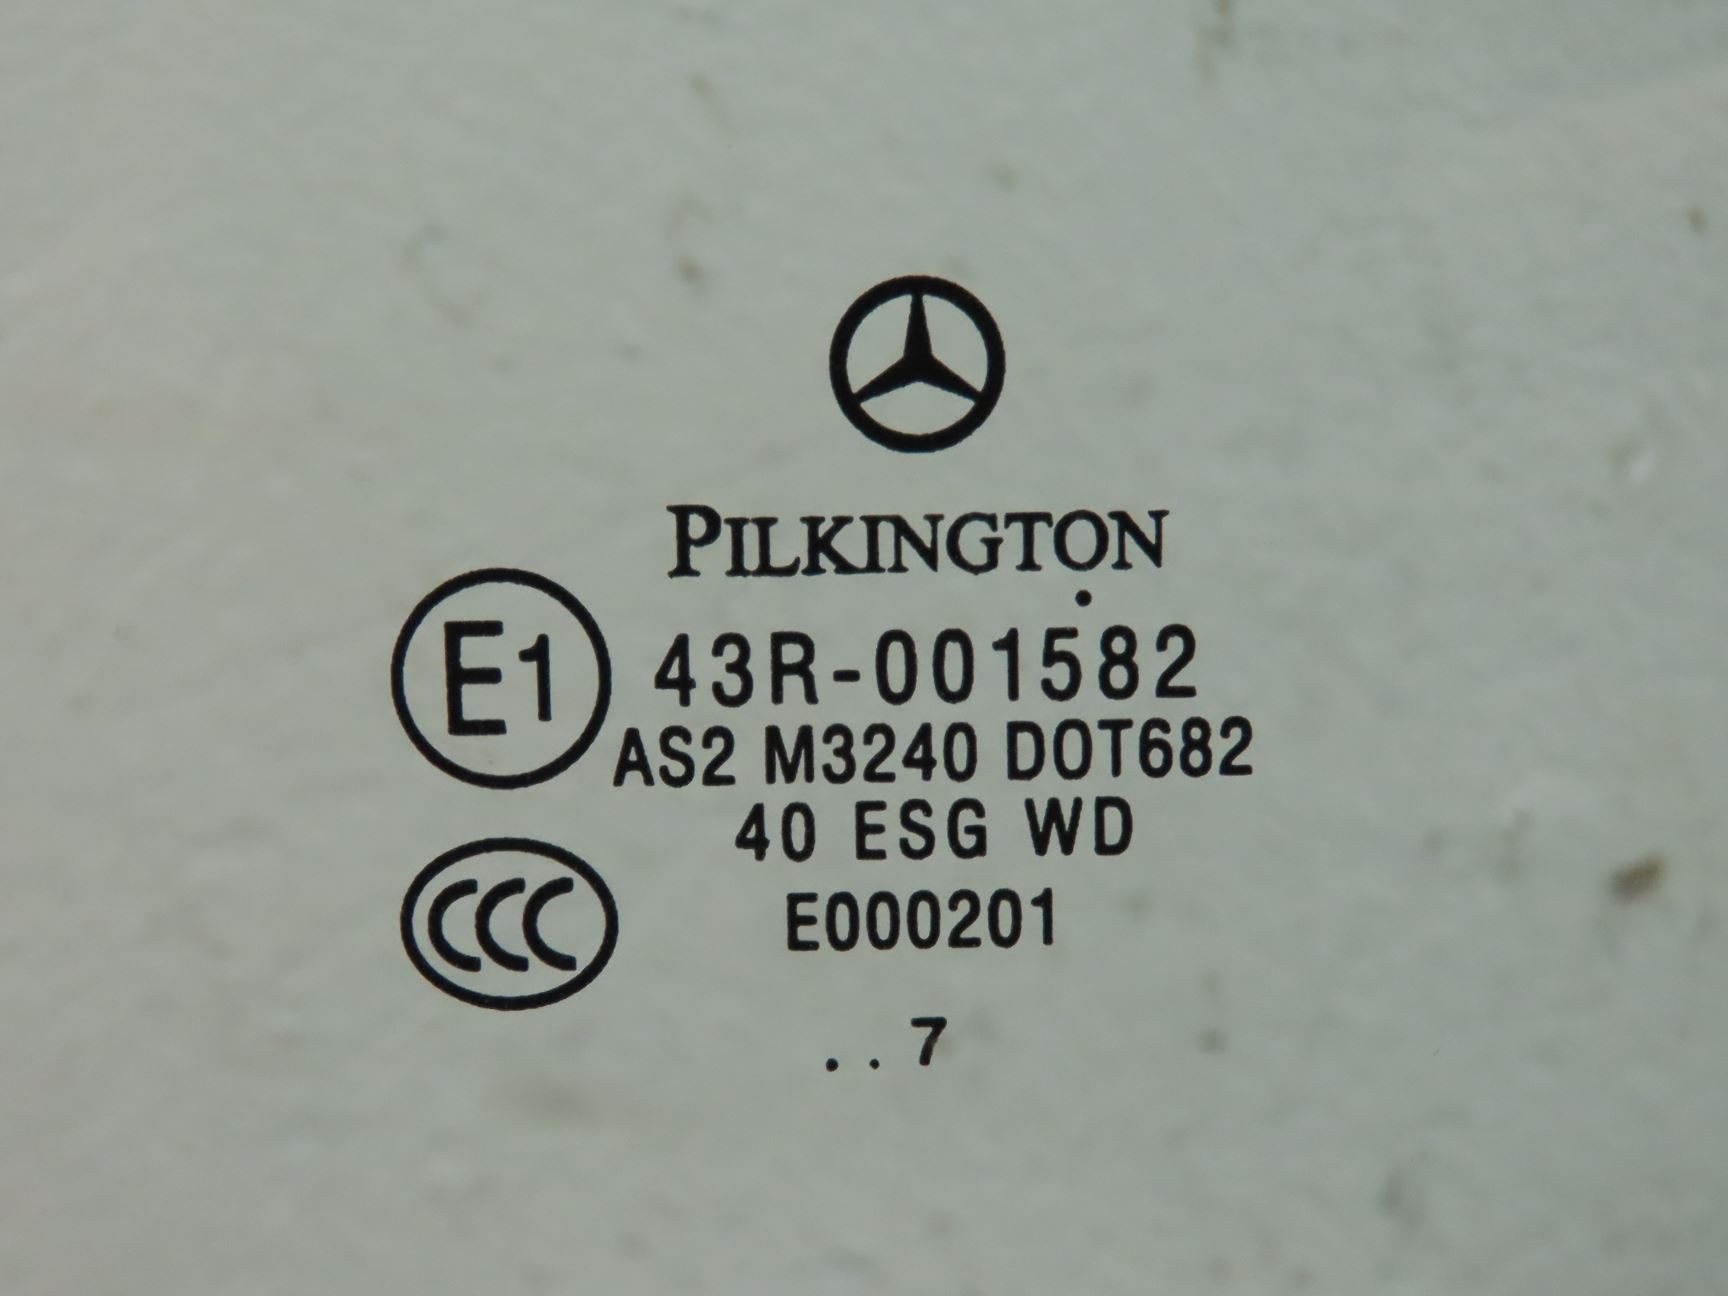 PILKINGTON
E1 43R-001582
AS2 M3240 DOT682
40 ESG WD
CCC E000201
..7